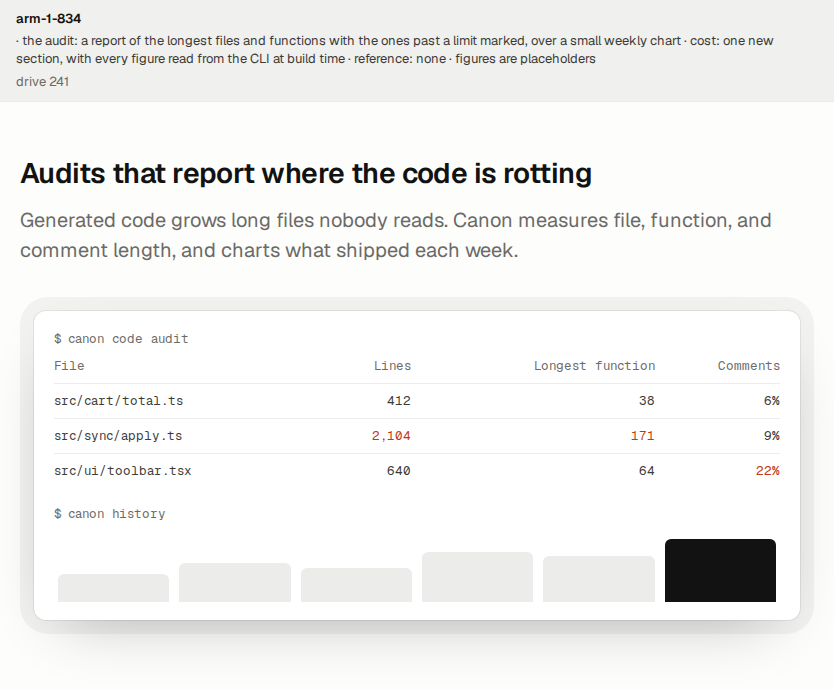 arm-1-834
· the audit: a report of the longest files and functions with the ones past a limit marked, over a small weekly chart · cost: one new
section, with every figure read from the CLI at build time · reference: none · figures are placeholders
drive 241
Audits that report where the code is rotting
Generated code grows long files nobody reads. Canon measures file, function, and
comment length, and charts what shipped each week.
$ canon code audit
File Lines Longest function Comments
src/cart/total.ts 412 38 6%
src/sync/apply.ts 2,104 171 9%
src/ui/toolbar.tsx 640 64 22%
$ canon history